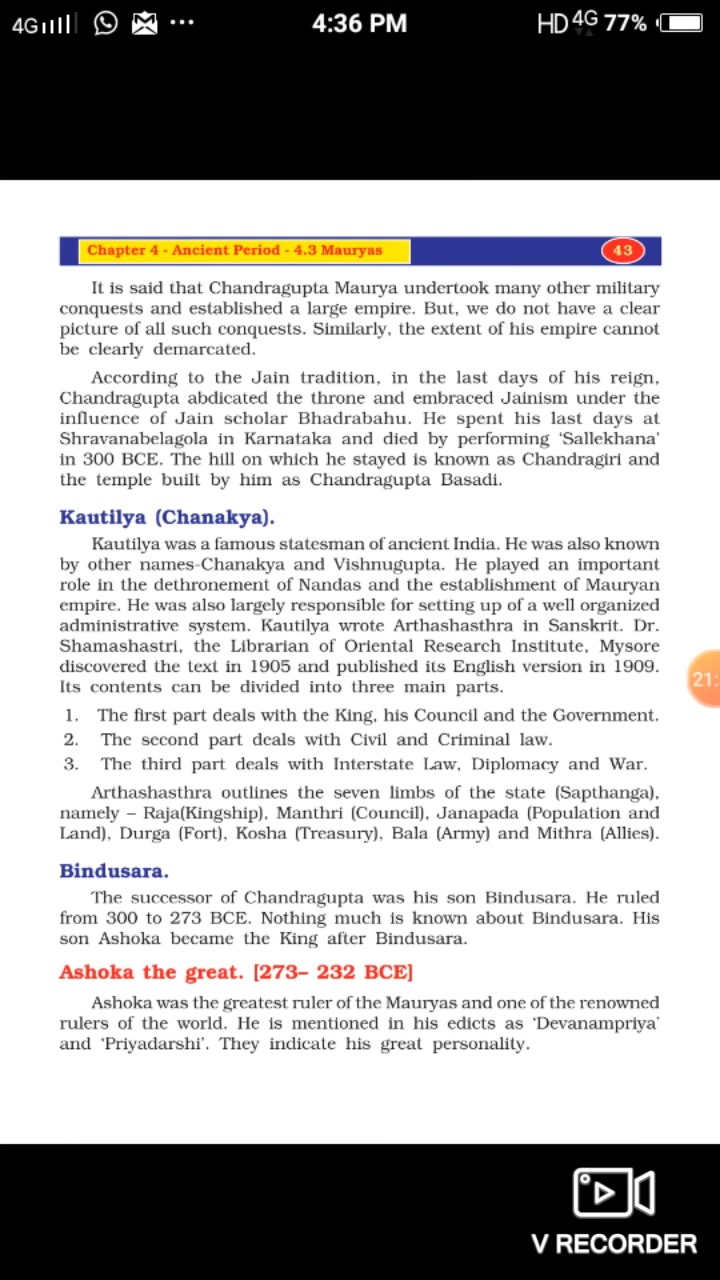 4G
4:36 PM
HD 4G 77%
Chapter 4 - Ancient Period - 4.3 Mauryas
43
It is said that Chandragupta Maurya undertook many other military
conquests and established a large empire. But, we do not have a clear
picture of all such conquests. Similarly, the extent of his empire cannot
be clearly demarcated.
According to the Jain tradition, in the last days of his reign,
Chandragupta abdicated the throne and embraced Jainism under the
influence of Jain scholar Bhadrabahu. He spent his last days at
Shravanabelagola in Karnataka and died by performing 'Sallekhana'
in 300 BCE. The hill on which he stayed is known as Chandragiri and
the temple built by him as Chandragupta Basadi.
Kautilya (Chanakya).
Kautilya was a famous statesman of ancient India. He was also known
by other names-Chanakya and Vishnugupta. He played an important
role in the dethronement of Nandas and the establishment of Mauryan
empire. He was also largely responsible for setting up of a well organized
administrative system. Kautilya wrote Arthashasthra in Sanskrit. Dr.
Shamashastri, the Librarian of Oriental Research Institute, Mysore
discovered the text in 1905 and published its English version in 1909.
Its contents can be divided into three main parts.
1. The first part deals with the King, his Council and the Government.
2. The second part deals with Civil and Criminal law.
3. The third part deals with Interstate Law, Diplomacy and War.
Arthashasthra outlines the seven limbs of the state (Sapthanga),
namely – Raja(Kingship), Manthri (Council), Janapada (Population and
Land), Durga (Fort), Kosha (Treasury), Bala (Army) and Mithra (Allies).
21:
Bindusara.
The successor of Chandragupta was his son Bindusara. He ruled
from 300 to 273 BCE. Nothing much is known about Bindusara. His
son Ashoka became the King after Bindusara.
Ashoka the great. [273– 232 BCE]
Ashoka was the greatest ruler of the Mauryas and one of the renowned
rulers of the world. He is mentioned in his edicts as 'Devanampriya'
and 'Priyadarshi'. They indicate his great personality.
V RECORDER